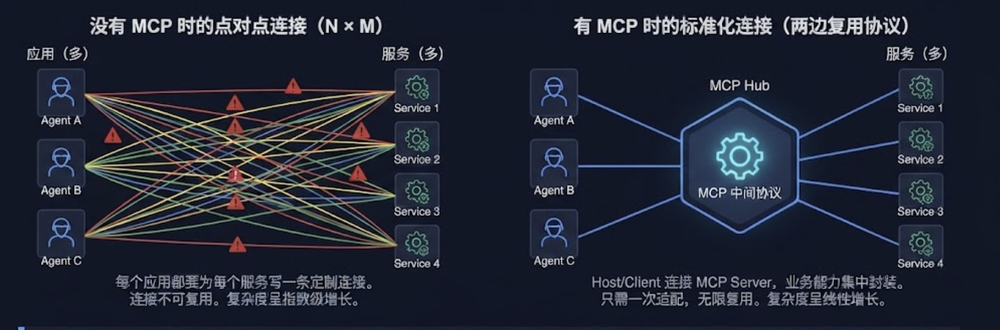 没有 MCP 时的点对点连接（N × M）
应用（多）
服务（多）
Agent A
Agent B
Agent C
Service 1
Service 2
Service 3
Service 4
每个应用都要为每个服务写一条定制连接。
连接不可复用。复杂度呈指数级增长。
有 MCP 时的标准化连接（两边复用协议）
服务（多）
Agent A
Agent B
Agent C
MCP Hub
MCP 中间协议
Service 1
Service 2
Service 3
Service 4
Host/Client 连接 MCP Server，业务能力集中封装。
只需一次适配，无限复用。复杂度呈线性增长。